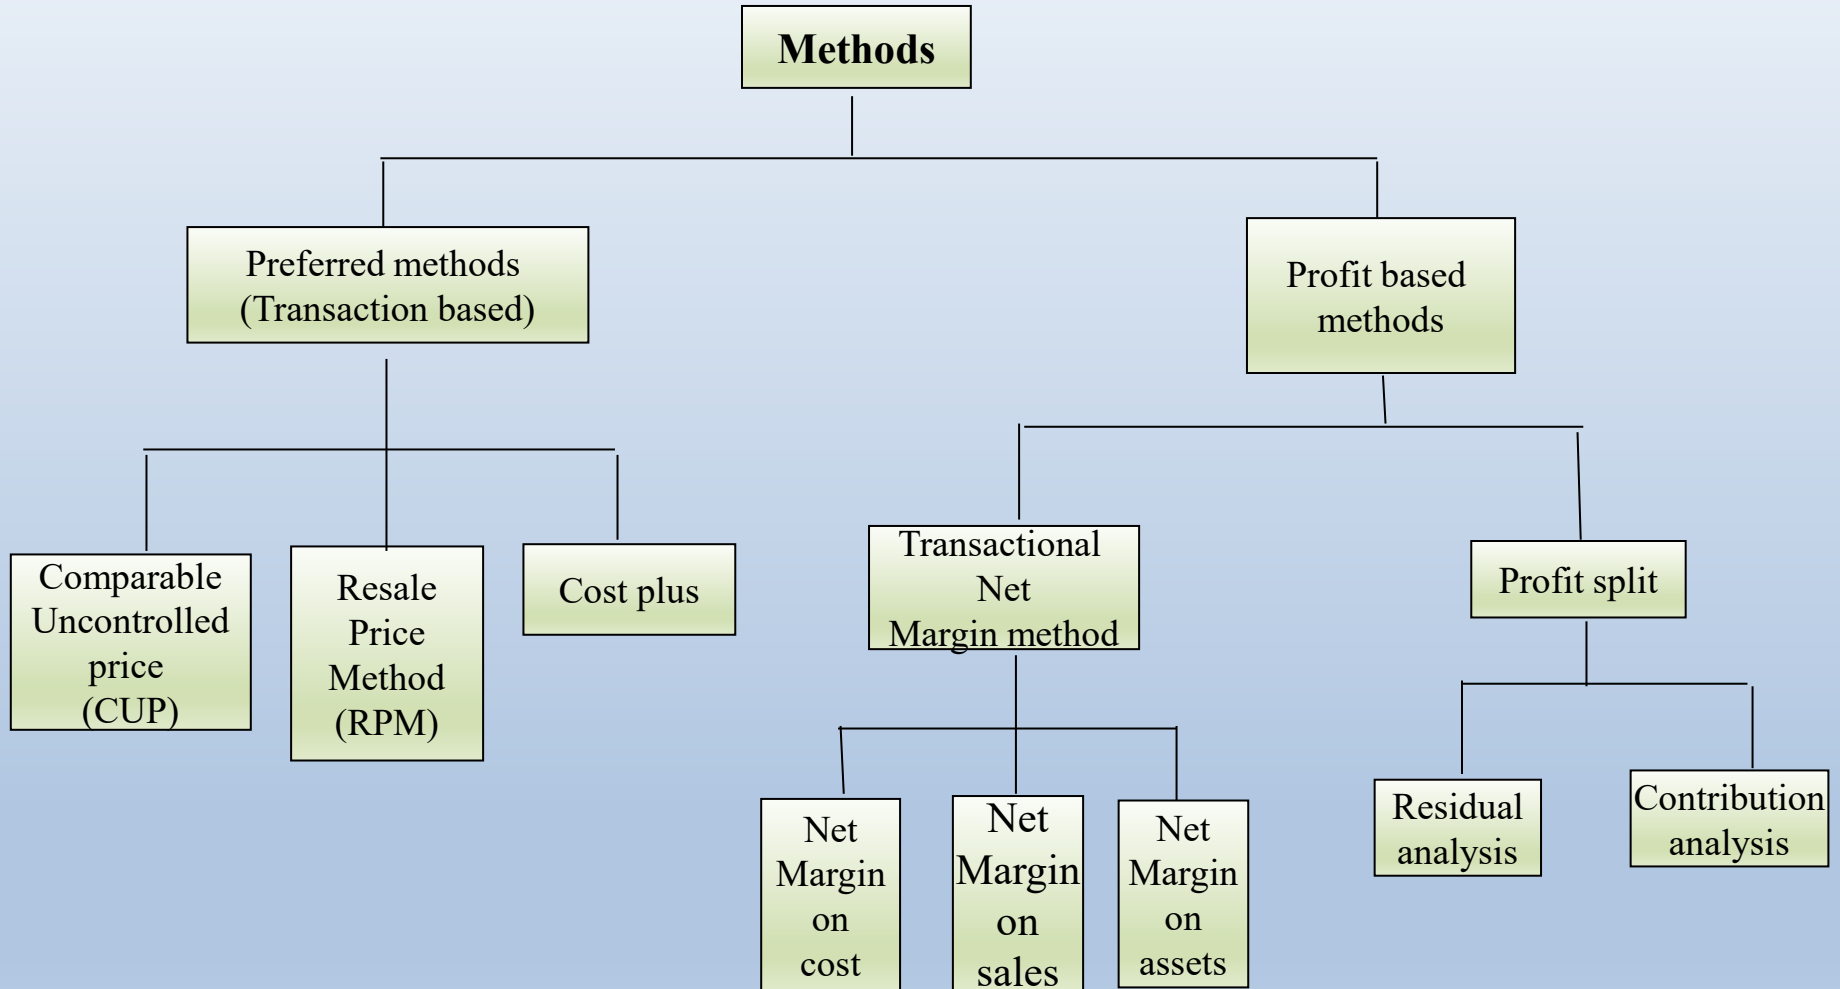 Methods
Preferred methods
(Transaction based)
Profit based
methods
Comparable
Uncontrolled
price
(CUP)
Resale
Price
Method
(RPM)
Cost plus
Transactional
Net
Margin method
Profit split
Net
Margin
on
cost
Net
Margin
on
sales
Net
Margin
on
assets
Residual
analysis
Contribution
analysis